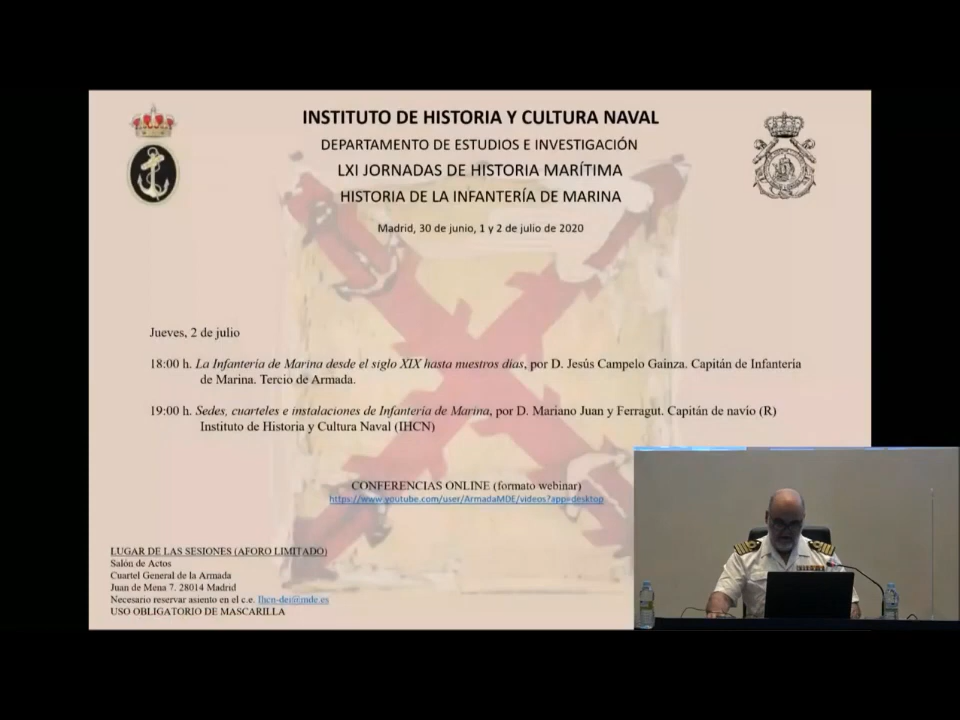 INSTITUTO DE HISTORIA Y CULTURA NAVAL
DEPARTAMENTO DE ESTUDIOS E INVESTIGACIÓN
LXI JORNADAS DE HISTORIA MARÍTIMA
HISTORIA DE LA INFANTERÍA DE MARINA
Madrid, 30 de junio, 1 y 2 de julio de 2020
Jueves, 2 de julio
18:00 h. La Infantería de Marina desde el siglo XIX hasta nuestros días, por D. Jesús Campelo Gainza. Capitán de Infantería
de Marina. Tercio de Armada.
19:00 h. Sedes, cuarteles e instalaciones de Infantería de Marina, por D. Mariano Juan y Ferragut. Capitán de navío (R)
Instituto de Historia y Cultura Naval (IHCN)
CONFERENCIAS ONLINE (formato webinar)
https://www.youtube.com/user/ArmadaMDE/videos?app=desktop
LUGAR DE LAS SESIONES (AFORO LIMITADO)
Salón de Actos
Cuartel General de la Armada
Juan de Mena 7. 28014 Madrid
Necesario reservar asiento en el c.e. Ihcn-dei@mde.es
USO OBLIGATORIO DE MASCARILLA